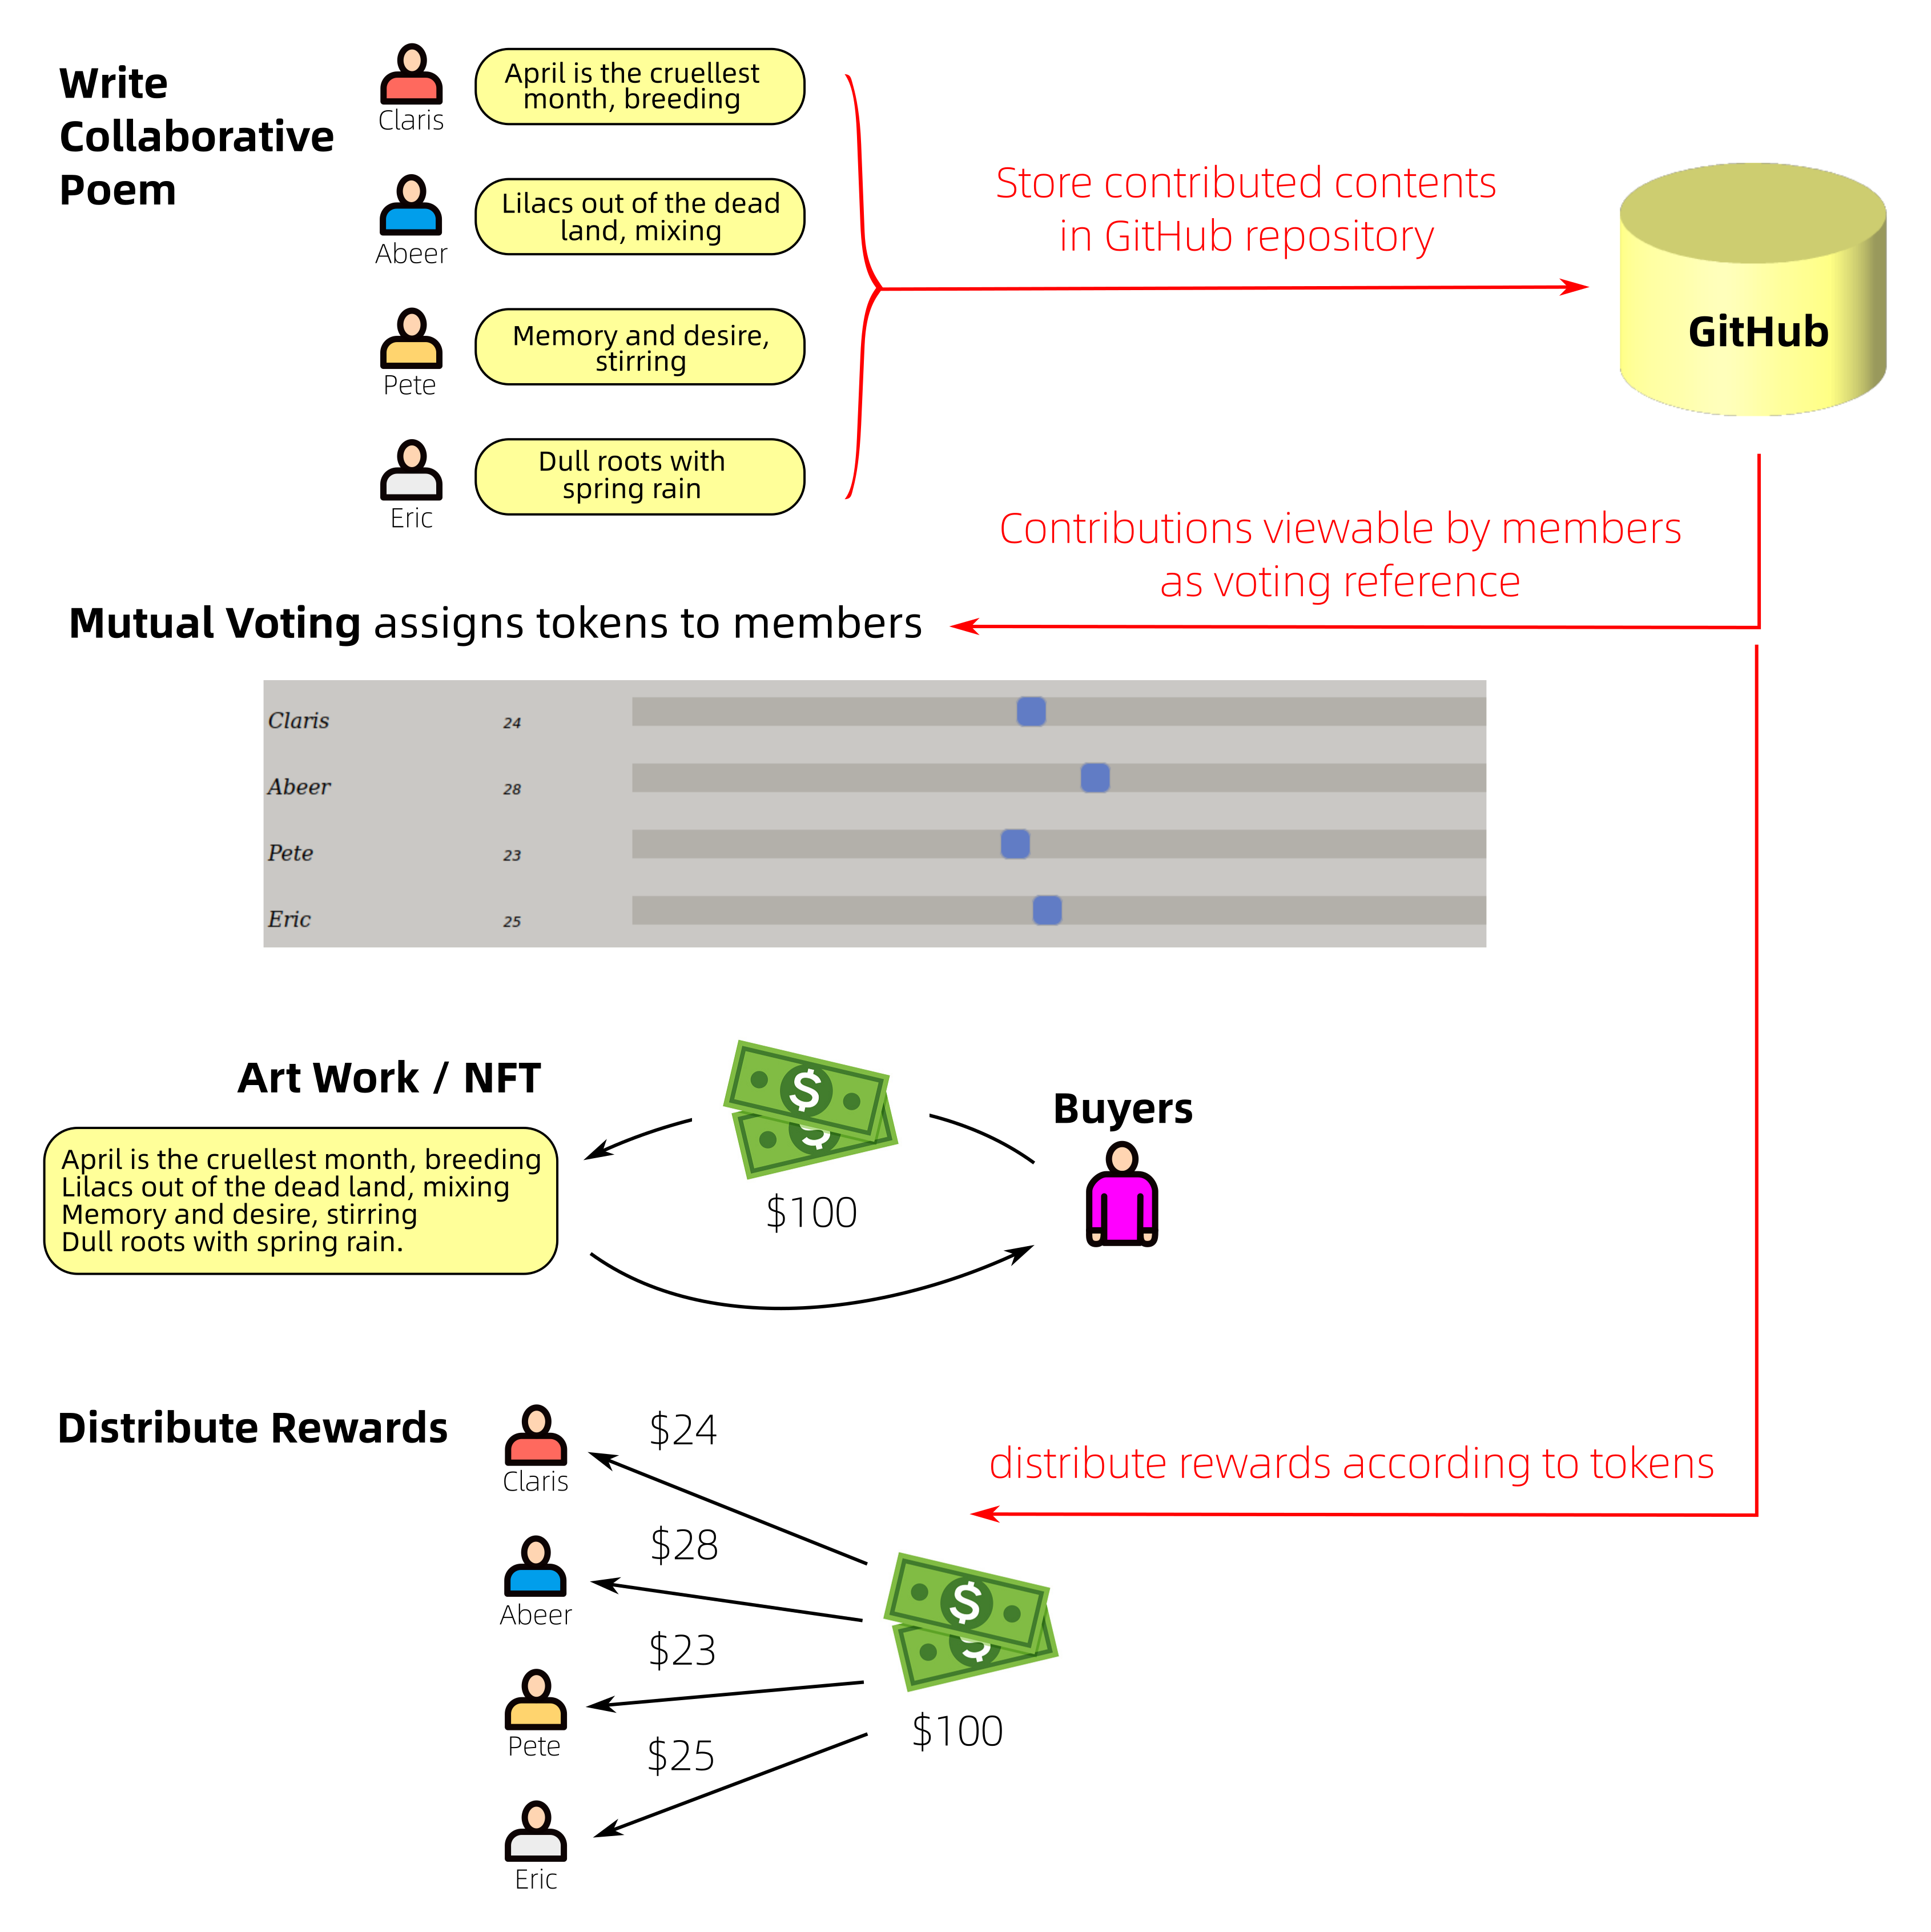 Write
Collaborative
Poem
Claris
April is the cruellest
month, breeding
Abeer
Lilacs out of the dead
land, mixing
Pete
Memory and desire,
stirring
Eric
Dull roots with
spring rain
Store contributed contents
in GitHub repository
GitHub
Contributions viewable by members
as voting reference
Mutual Voting assigns tokens to members
Claris 24
Abeer 28
Pete 23
Eric 25
Art Work / NFT
April is the cruellest month, breeding
Lilacs out of the dead land, mixing
Memory and desire, stirring
Dull roots with spring rain.
$ $
$100
Buyers
Distribute Rewards
Claris
$24
Abeer
$28
Pete
$23
Eric
$25
distribute rewards according to tokens
$ $
$100